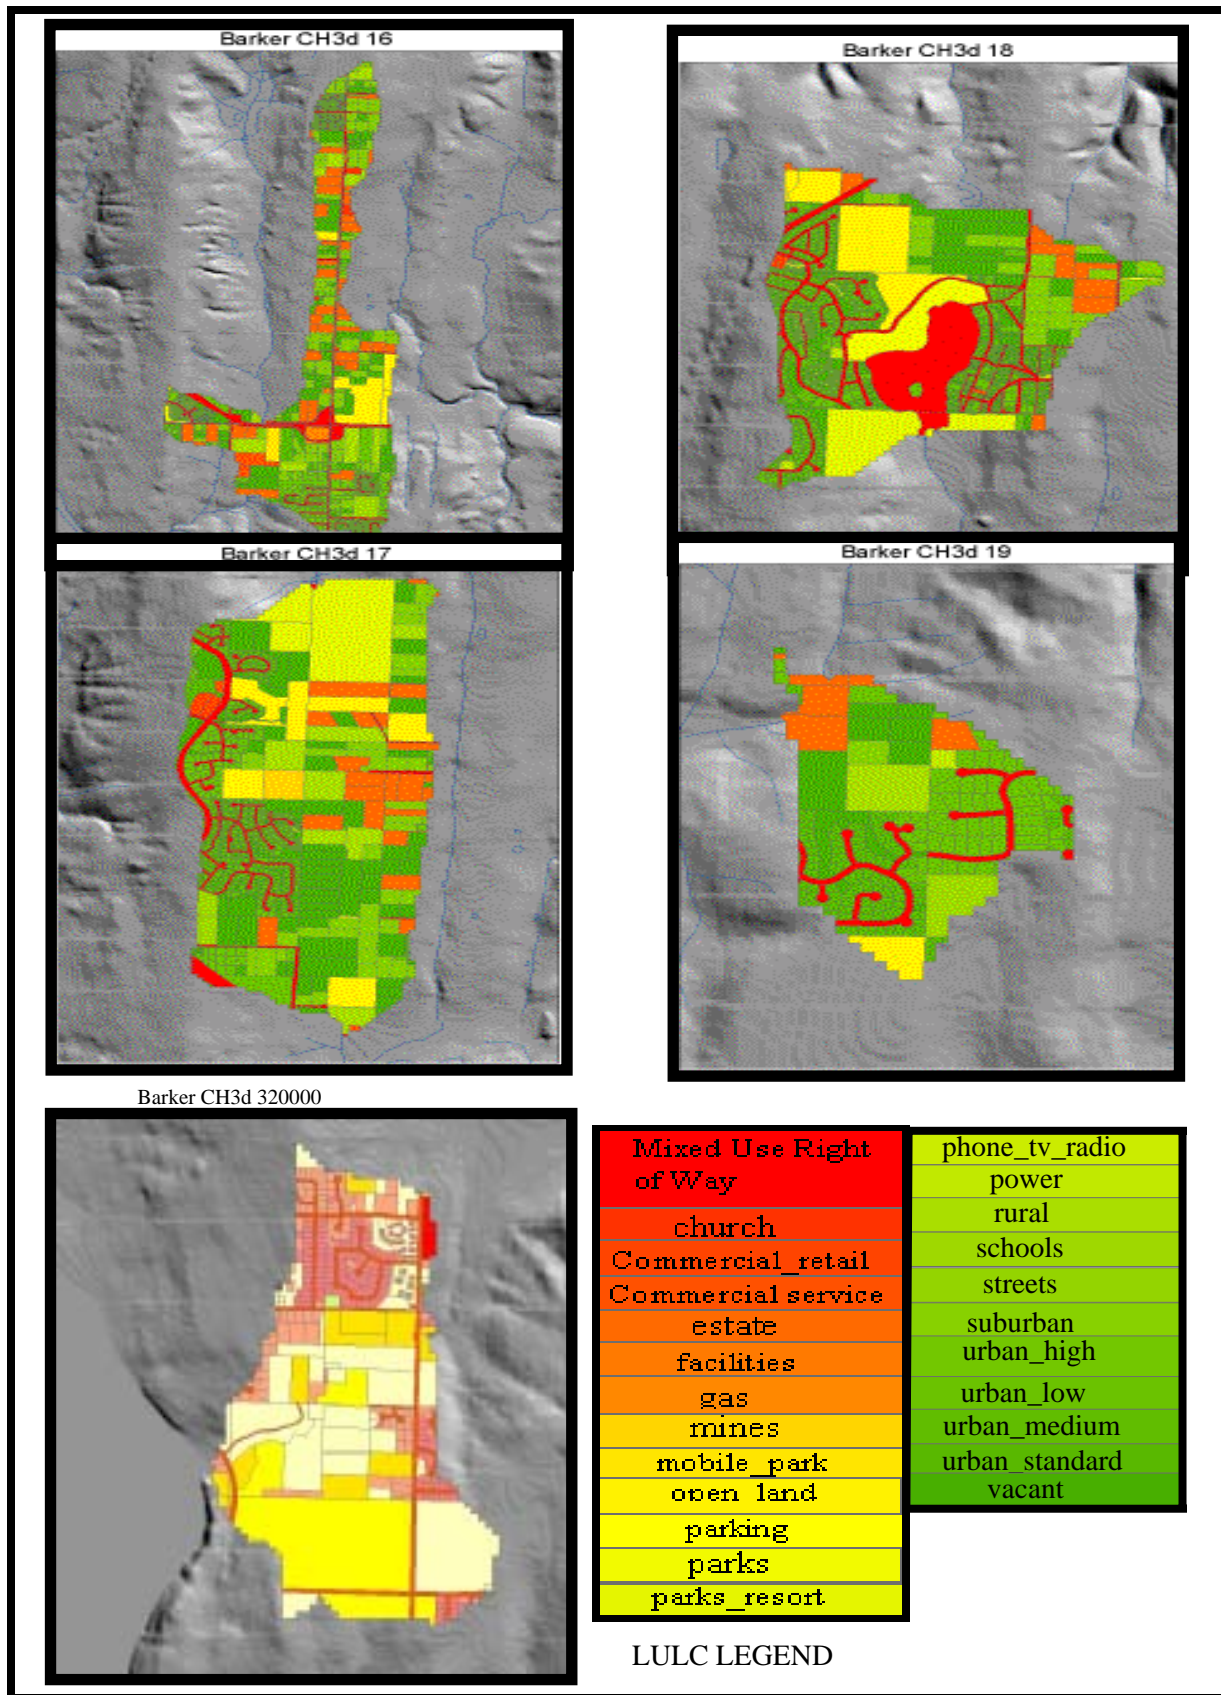 Barker CH3d 16
Barker CH3d 18
Barker CH3d 17
Barker CH3d 19
Barker CH3d 320000
Mixed Use Right
of Way
church
Commercial_retail
Commercial service
estate
facilities
gas
mines
mobile_park
open_land
parking
parks
parks_resort
phone_tv_radio
power
rural
schools
streets
suburban
urban_high
urban_low
urban_medium
urban_standard
vacant
LULC LEGEND